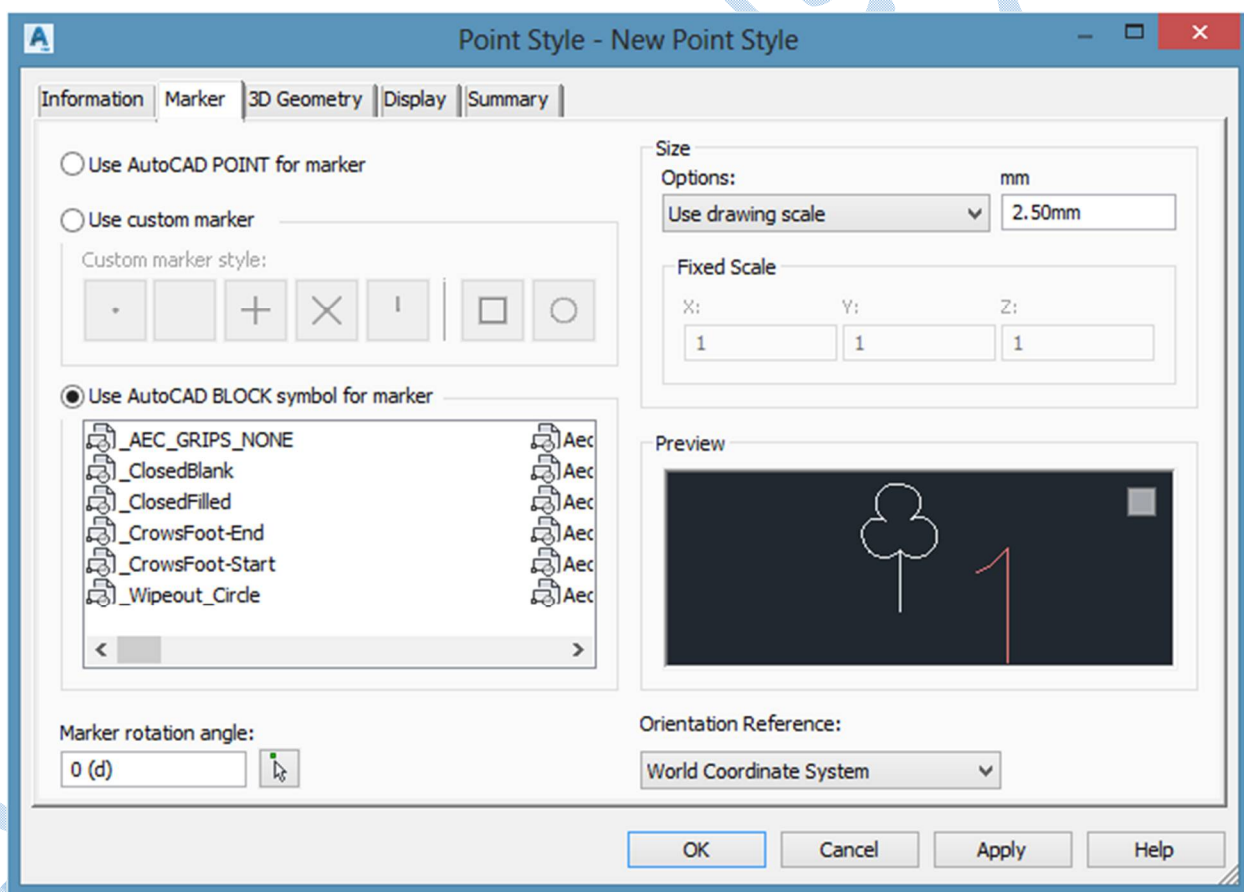 Point Style - New Point Style
Information Marker 3D Geometry Display Summary
Use AutoCAD POINT for marker
Use custom marker
Custom marker style:
Use AutoCAD BLOCK symbol for marker
_AEC_GRIPS_NONE Aec
_ClosedBlank Aec
_ClosedFilled Aec
_CrowsFoot-End Aec
_CrowsFoot-Start Aec
_Wipeout_Circle Aec
Marker rotation angle:
0 (d)
Size
Options: mm
Use drawing scale 2.50mm
Fixed Scale
X: Y: Z:
1 1 1
Preview
1
Orientation Reference:
World Coordinate System
OK Cancel Apply Help